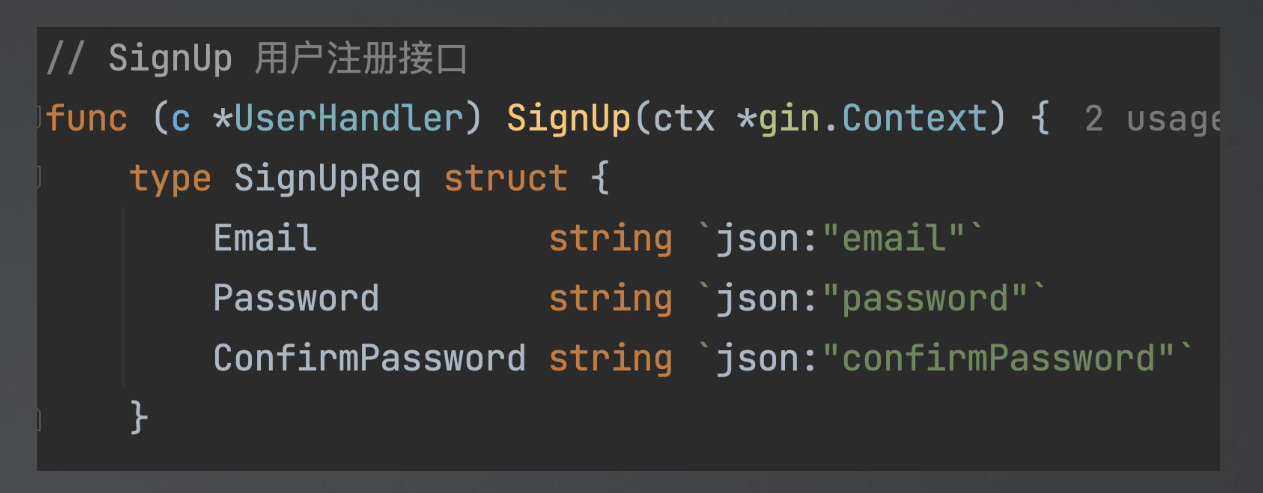 // SignUp 用户注册接口
func (c *UserHandler) SignUp(ctx *gin.Context) { 2 usage
type SignUpReq struct {
Email string `json:"email"`
Password string `json:"password"`
ConfirmPassword string `json:"confirmPassword"`
}